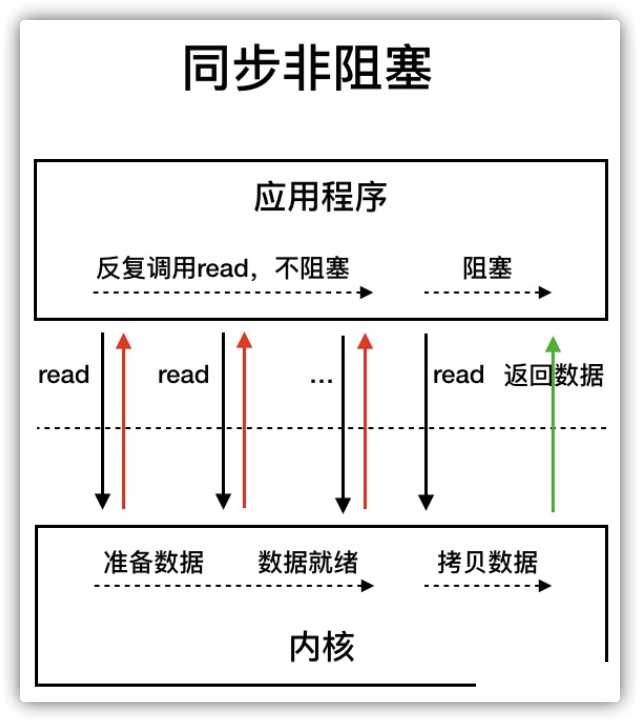 同步非阻塞
应用程序
反复调用read，不阻塞
阻塞
read
read
...
read
返回数据
准备数据
数据就绪
拷贝数据
内核